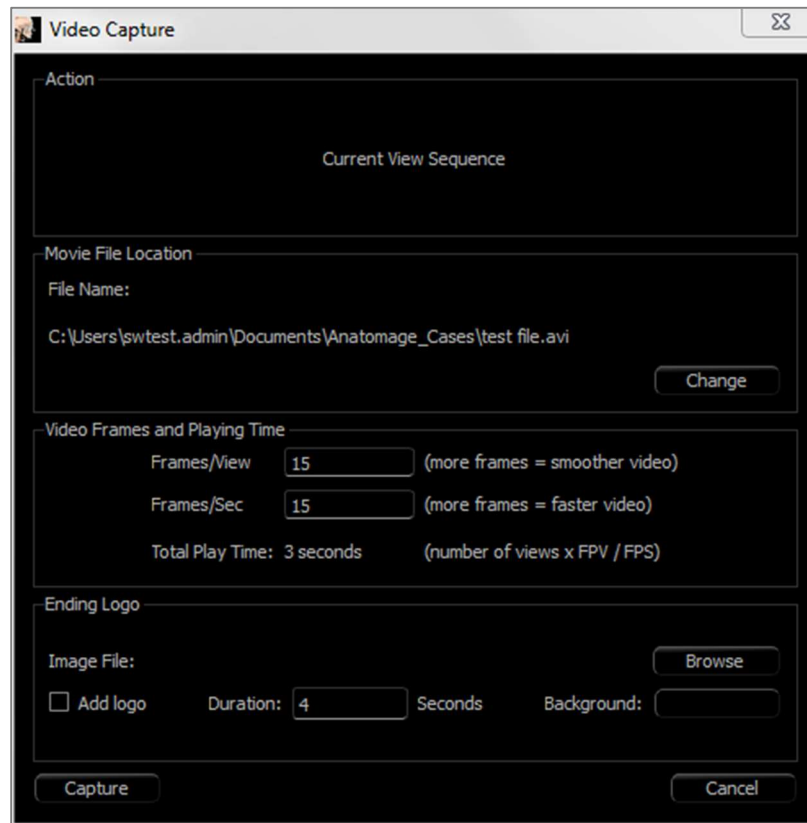 Video Capture
Action
Current View Sequence
Movie File Location
File Name:
C:\Users\swtest.admin\Documents\Anatomage_Cases\test file.avi
Change
Video Frames and Playing Time
Frames/View 15 (more frames = smoother video)
Frames/Sec 15 (more frames = faster video)
Total Play Time: 3 seconds (number of views x FPV / FPS)
Ending Logo
Image File: Browse
Add logo Duration: 4 Seconds Background:
Capture Cancel